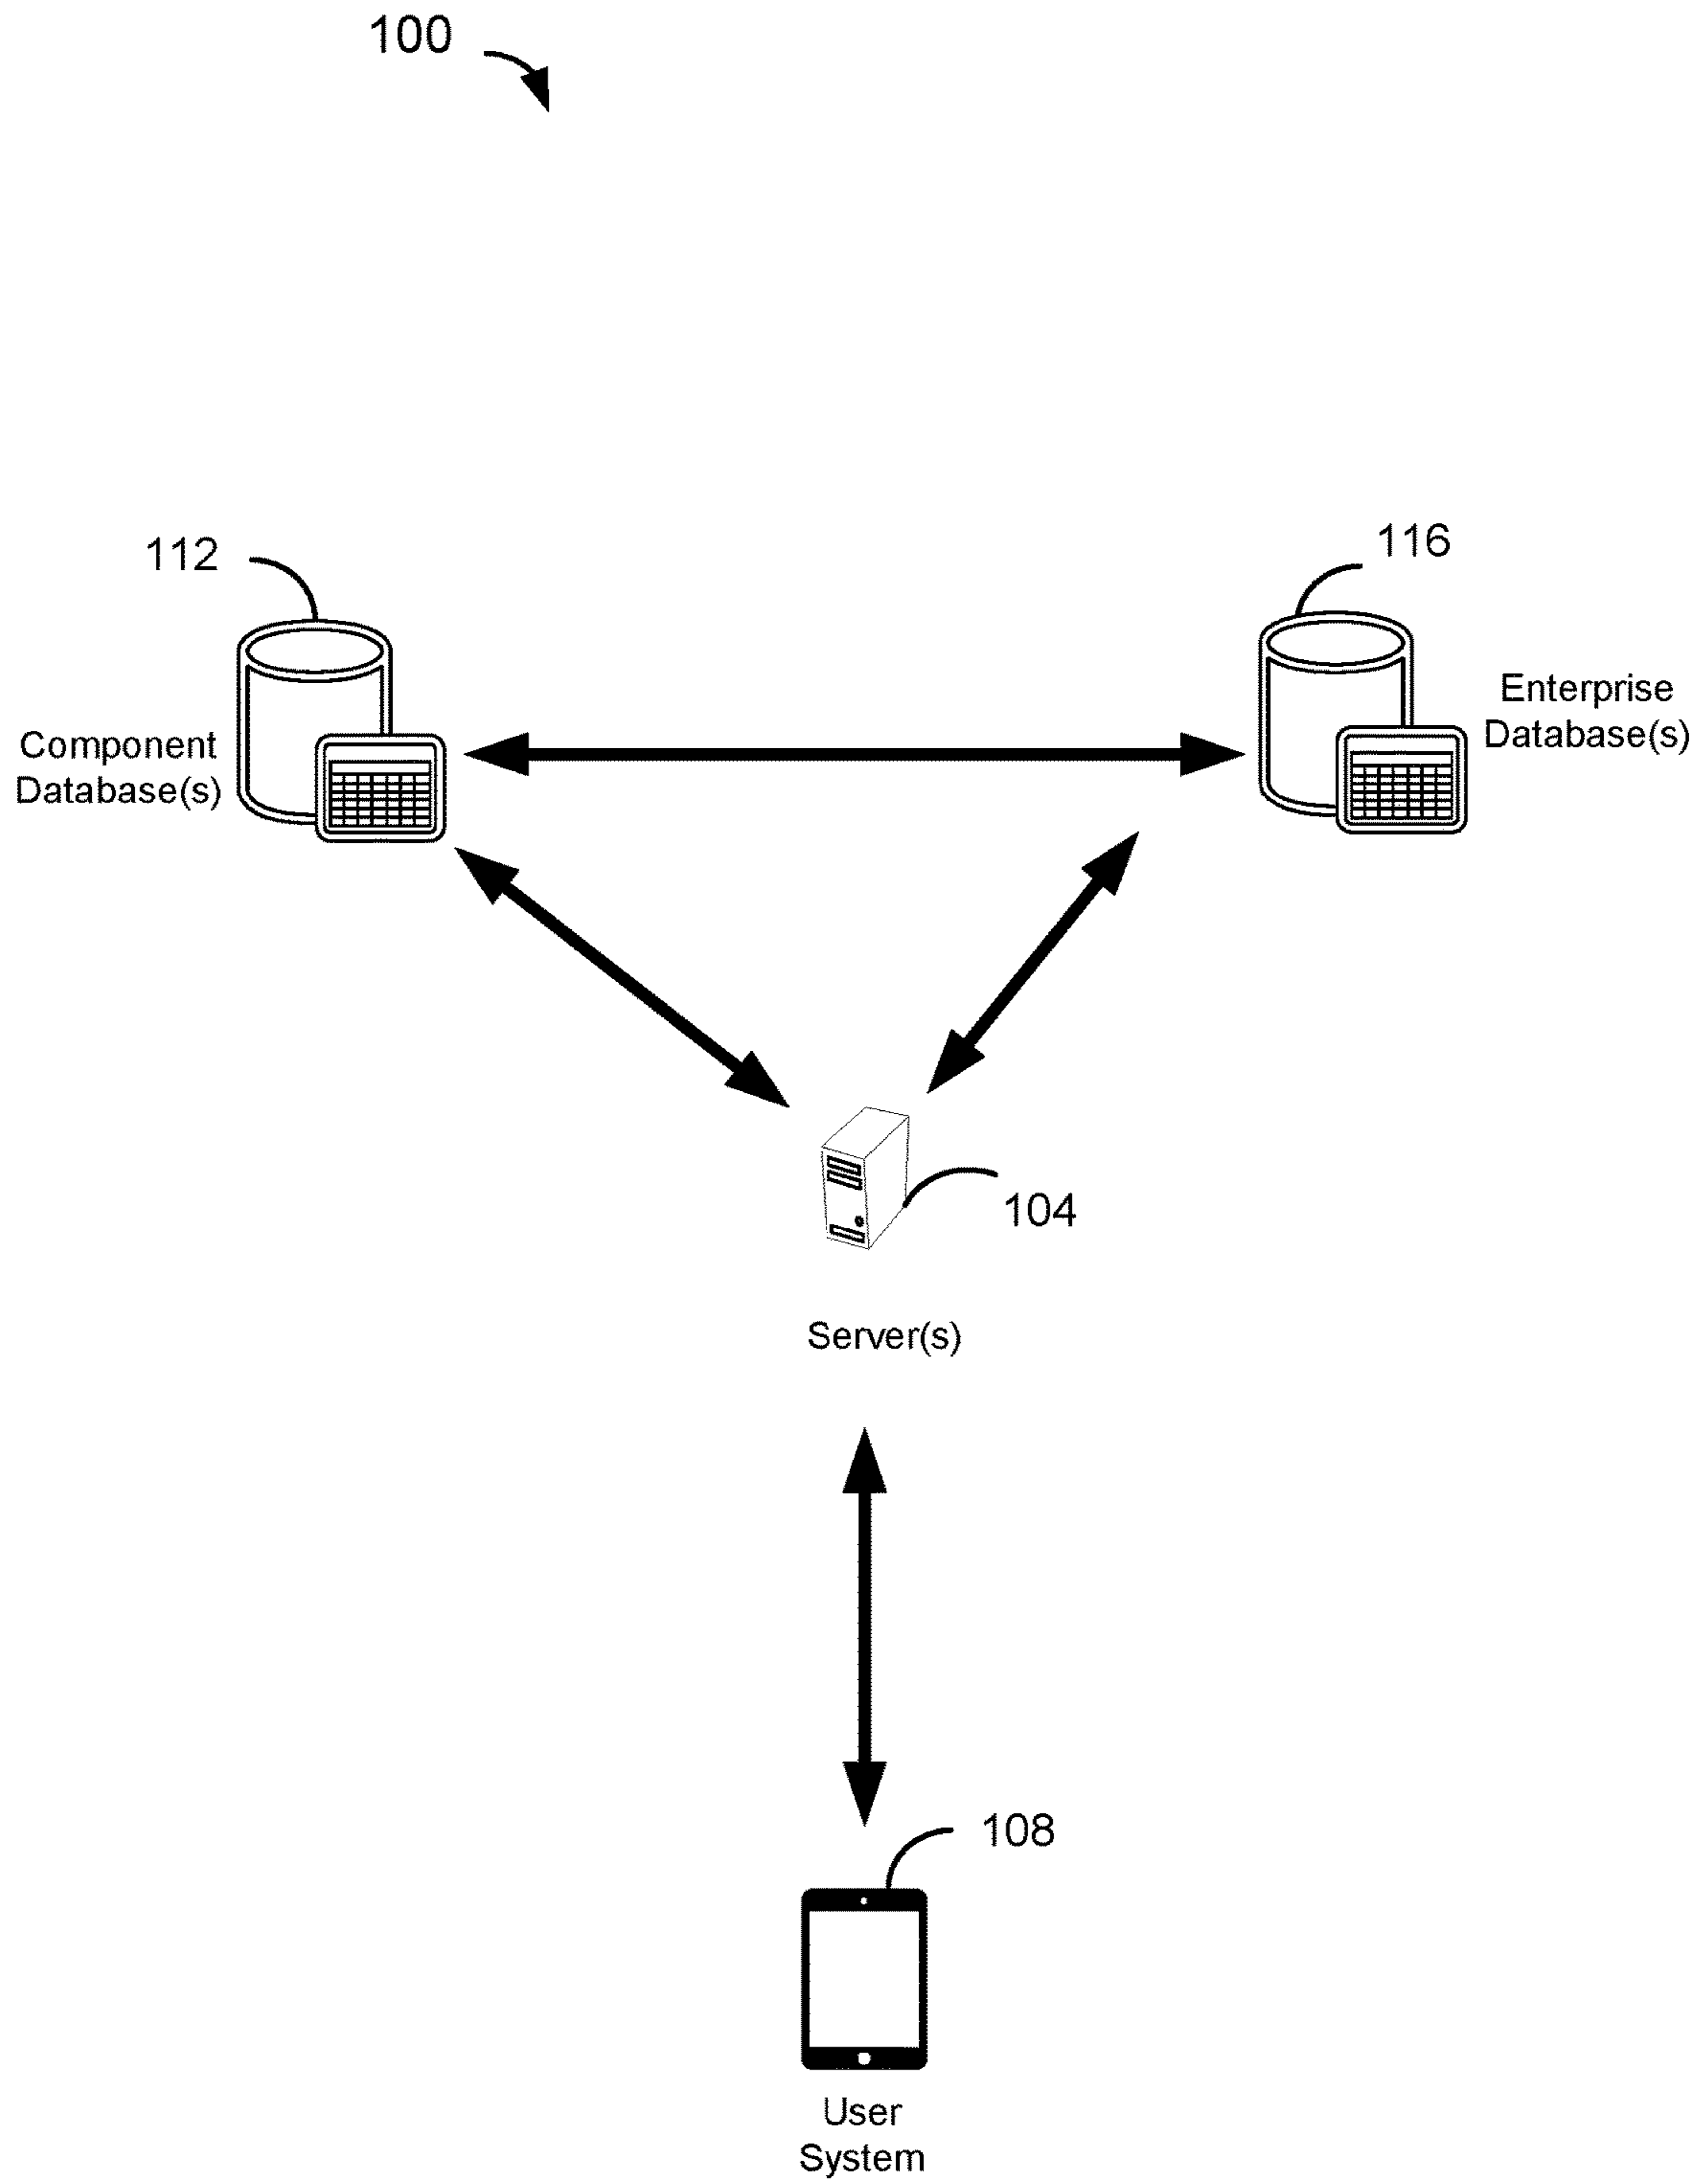 100
112
116
Component
Database(s)
Enterprise
Database(s)
104
Server(s)
108
User
System